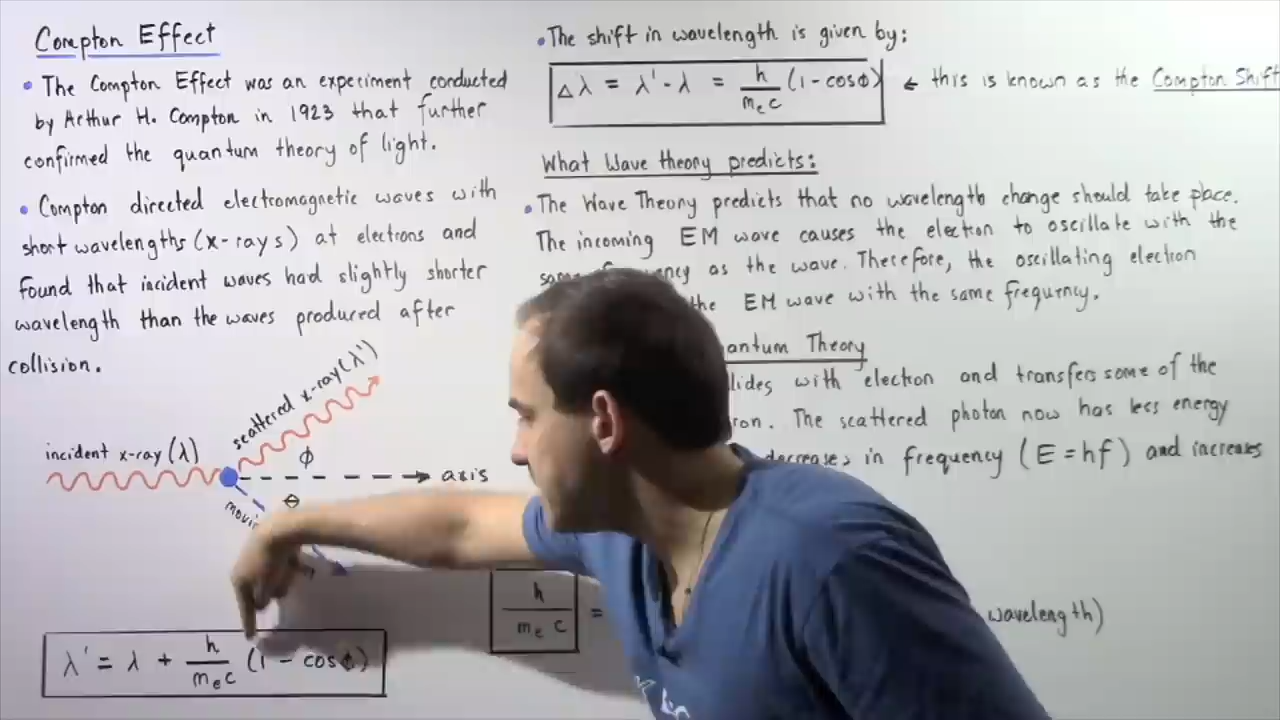 Compton Effect
• The Compton Effect was an experiment conducted
by Arthur H. Compton in 1923 that further
confirmed the quantum theory of light.
• Compton directed electromagnetic waves with
short wavelengths (x-rays) at electrons and
found that incident waves had slightly shorter
wavelength than the waves produced after
collision.
incident x-ray (λ)
scattered x-ray (λ')
ϕ
axis
θ
λ' = λ + h/mₑc (1 - cosϕ)
• The shift in wavelength is given by:
Δλ = λ' - λ = h/mₑc (1 - cosϕ) ← this is known as the Compton Shift
What Wave theory predicts:
• The Wave Theory predicts that no wavelength change should take place.
The incoming EM wave causes the electron to oscillate with the
as the wave. Therefore, the oscillating electron
the EM wave with the same frequency.
Theory
with electron and transfers some of the
The scattered photon now has less energy
in frequency (E = hf) and increases
h/mₑc =
wavelength)